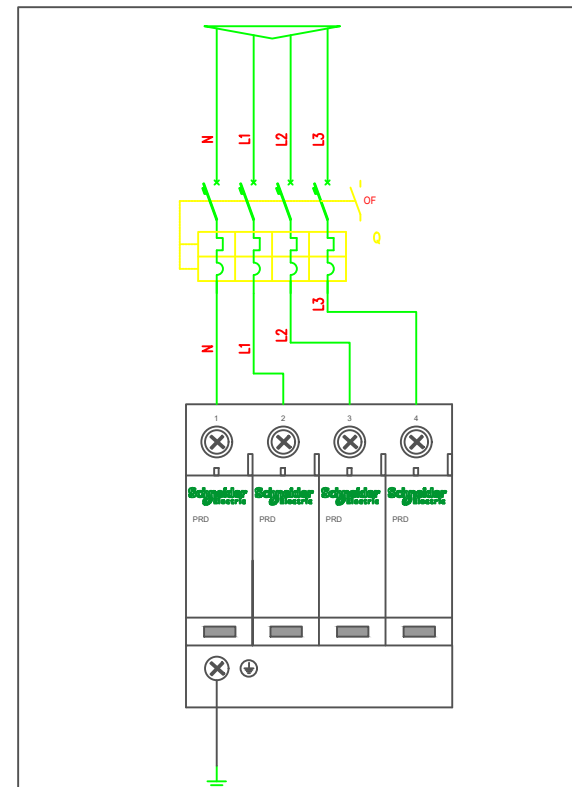 N L1 L2 L3
OF
Q
L3
N L1 L2
1 2 3 4
Schneider Electric Schneider Electric Schneider Electric Schneider Electric
PRD PRD PRD PRD